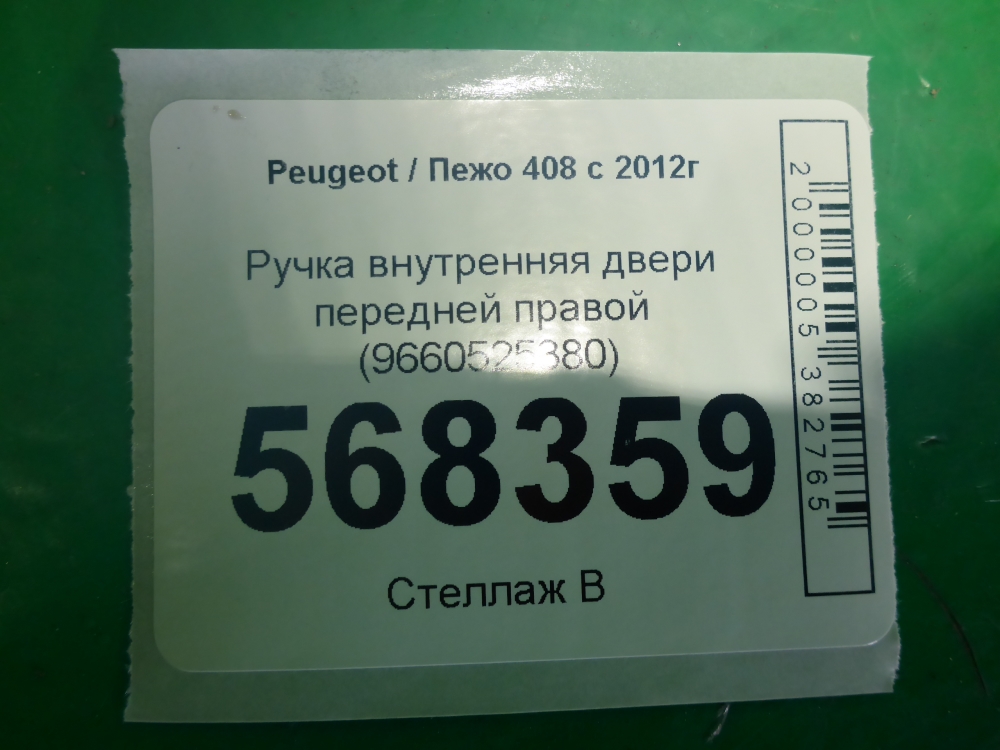 Peugeot / Пежо 408 с 2012г
Ручка внутренняя двери
передней правой
(9660525380)
568359
Стеллаж В
2 000005 382765